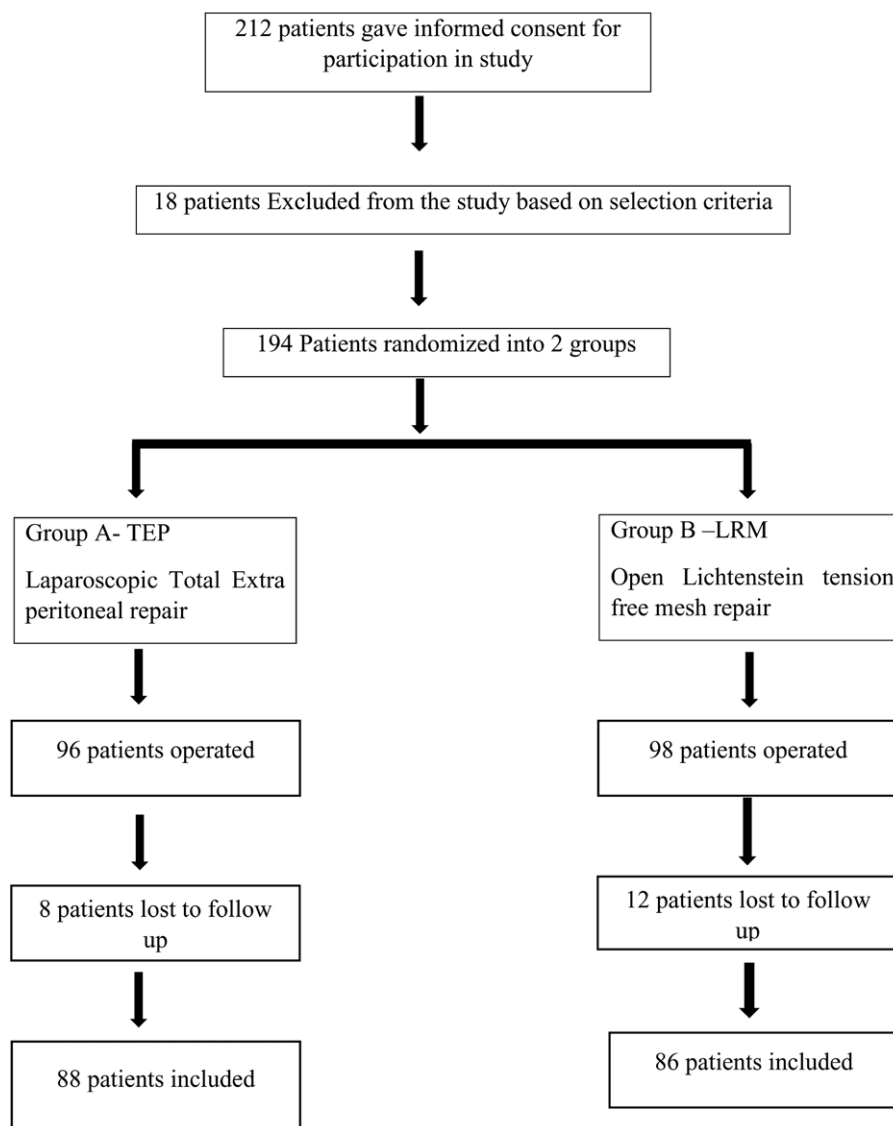 212 patients gave informed consent for
participation in study
18 patients Excluded from the study based on selection criteria
194 Patients randomized into 2 groups
Group A- TEP
Laparoscopic Total Extra
peritoneal repair
Group B –LRM
Open Lichtenstein tension
free mesh repair
96 patients operated
98 patients operated
8 patients lost to follow
up
12 patients lost to follow
up
88 patients included
86 patients included